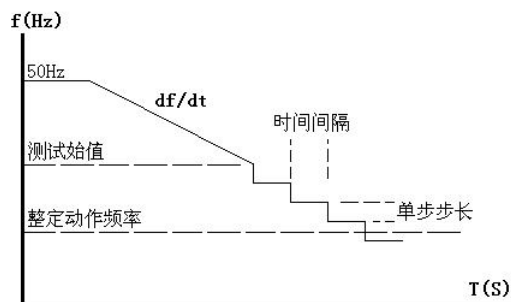 f(Hz)
50Hz
df/dt
时间间隔
测试始值
单步步长
整定动作频率
T(S)